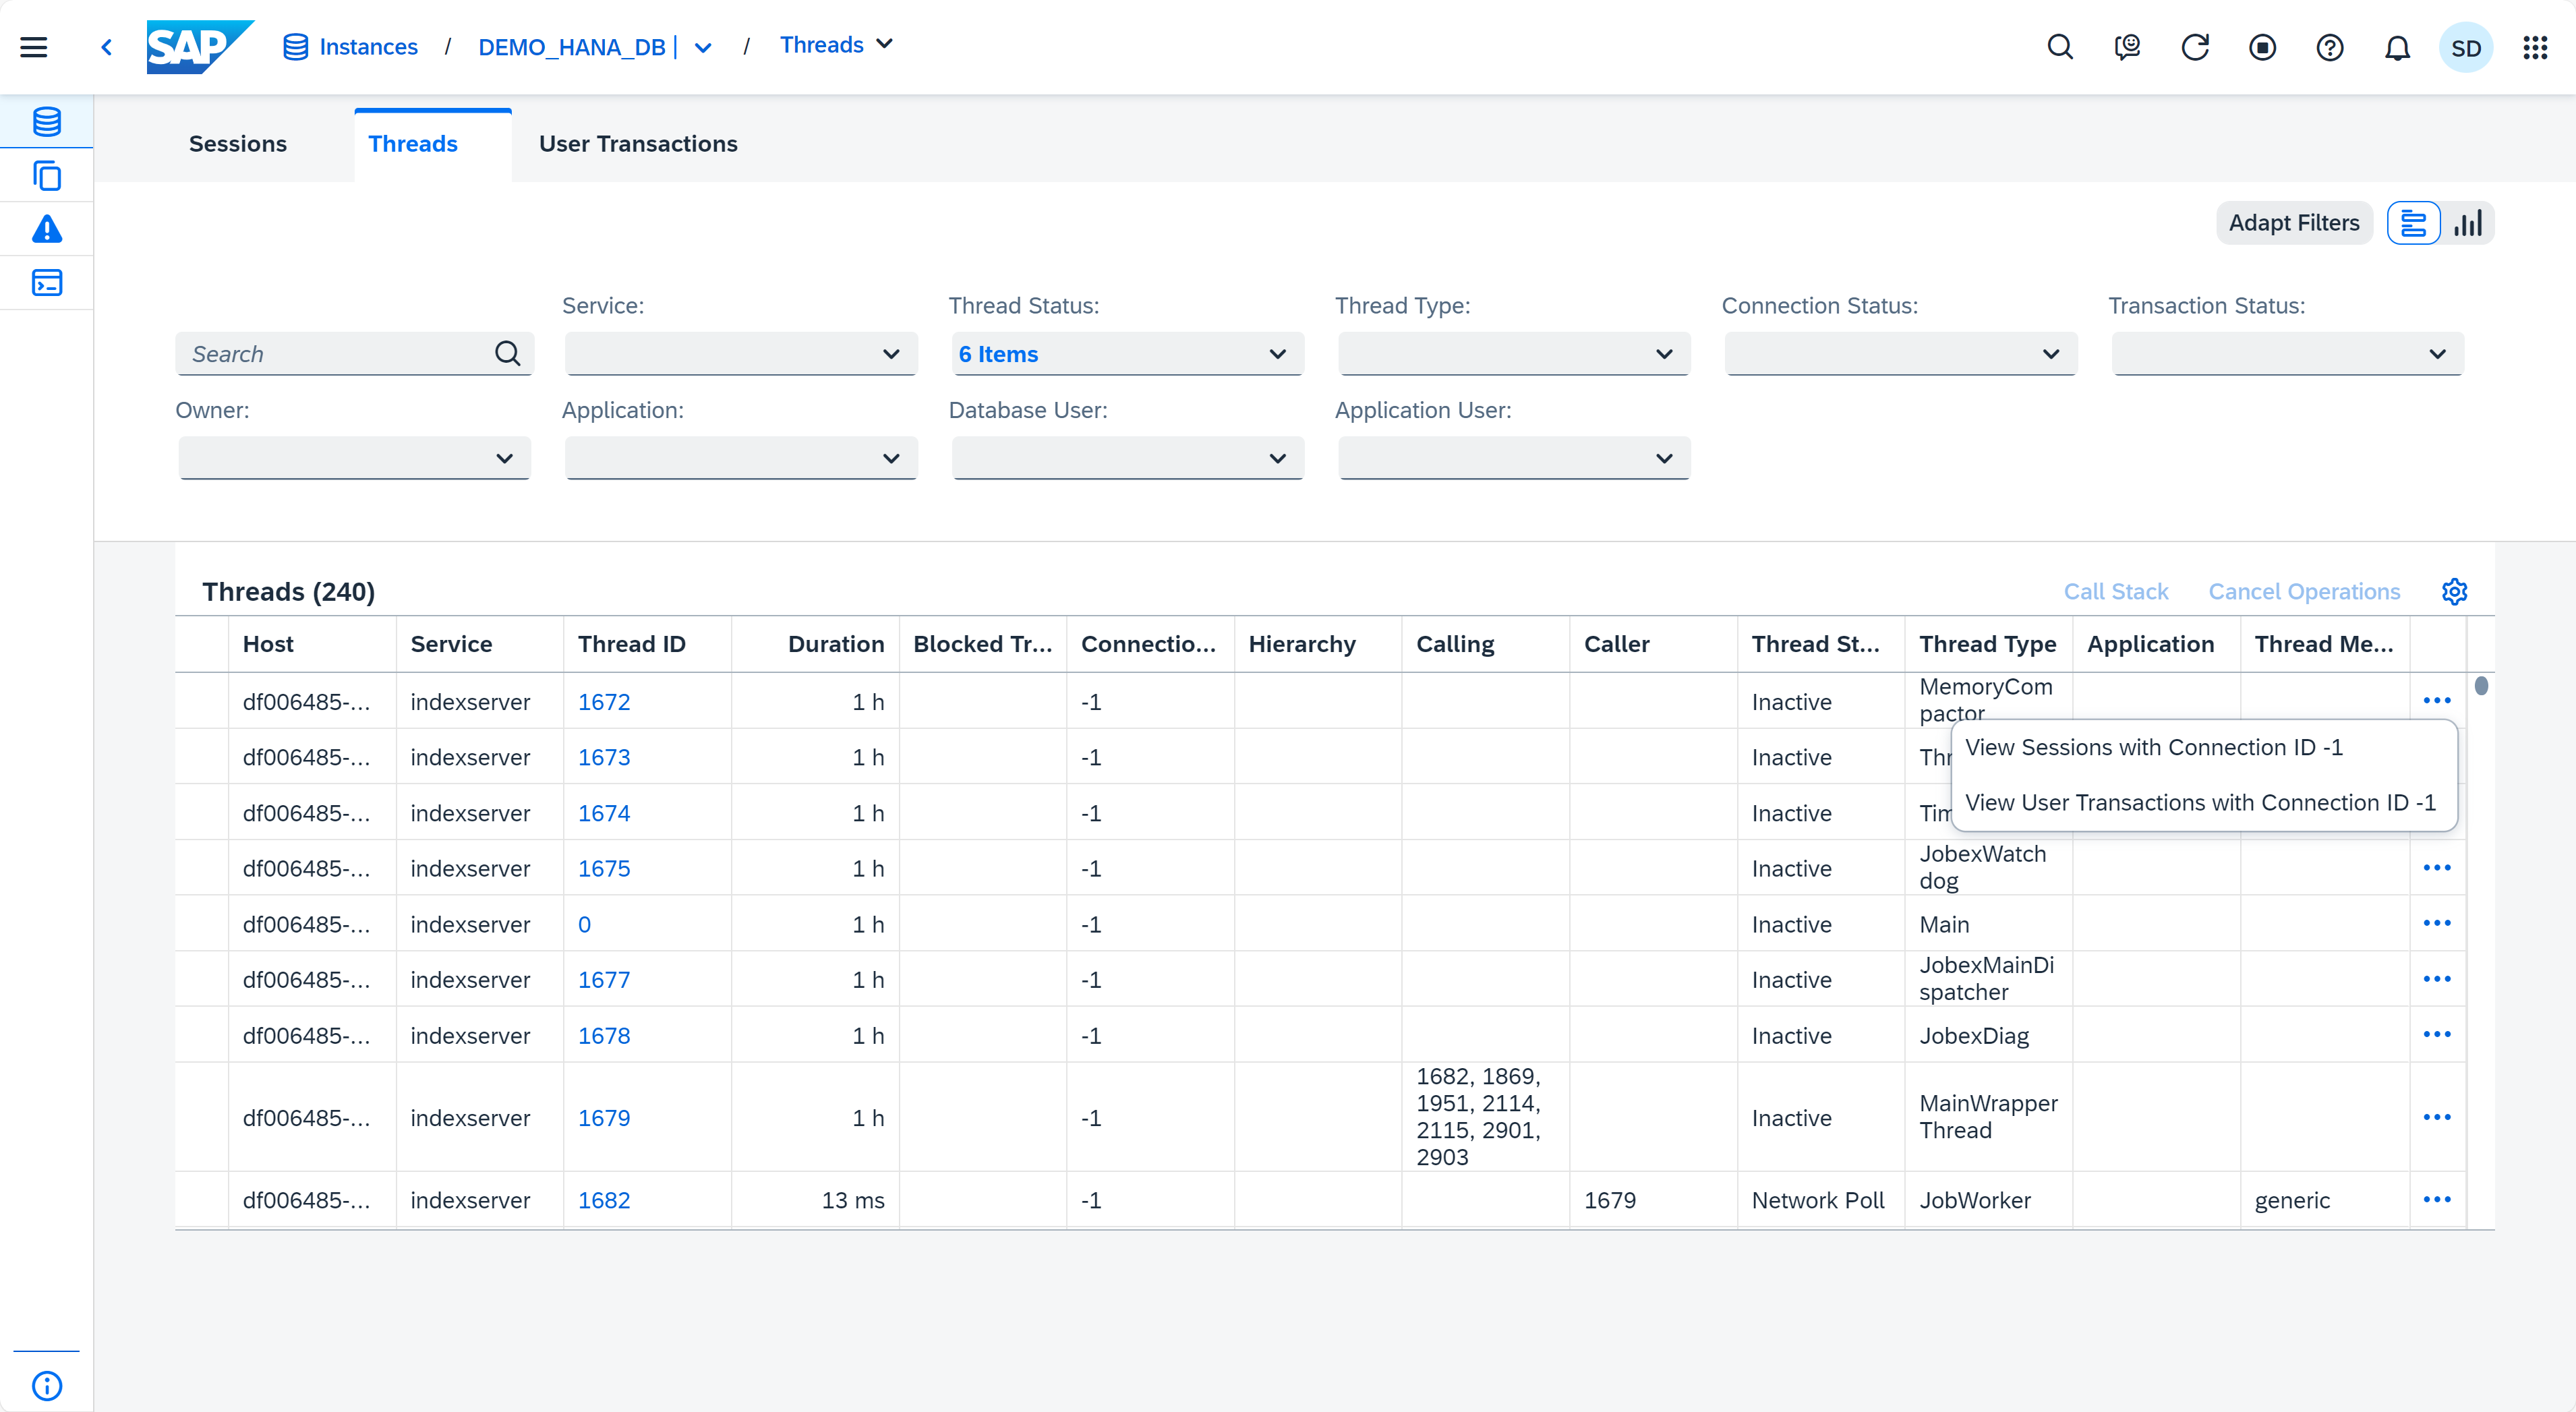 SAP Instances / DEMO_HANA_DB | / Threads SD
Sessions Threads User Transactions
Adapt Filters
Service: Thread Status: Thread Type: Connection Status: Transaction Status:
Search 6 Items
Owner: Application: Database User: Application User:
Threads (240) Call Stack Cancel Operations
Host Service Thread ID Duration Blocked Tr... Connectio... Hierarchy Calling Caller Thread St... Thread Type Application Thread Me...
df006485-... indexserver 1672 1 h -1 Inactive MemoryCom
pactor
View Sessions with Connection ID -1
df006485-... indexserver 1673 1 h -1 Inactive Thr
df006485-... indexserver 1674 1 h -1 Inactive Tim
View User Transactions with Connection ID -1
df006485-... indexserver 1675 1 h -1 Inactive JobexWatch
dog
df006485-... indexserver 0 1 h -1 Inactive Main
df006485-... indexserver 1677 1 h -1 Inactive JobexMainDi
spatcher
df006485-... indexserver 1678 1 h -1 Inactive JobexDiag
1682, 1869,
1951, 2114,
2115, 2901,
2903
df006485-... indexserver 1679 1 h -1 Inactive MainWrapper
Thread
df006485-... indexserver 1682 13 ms -1 1679 Network Poll JobWorker generic